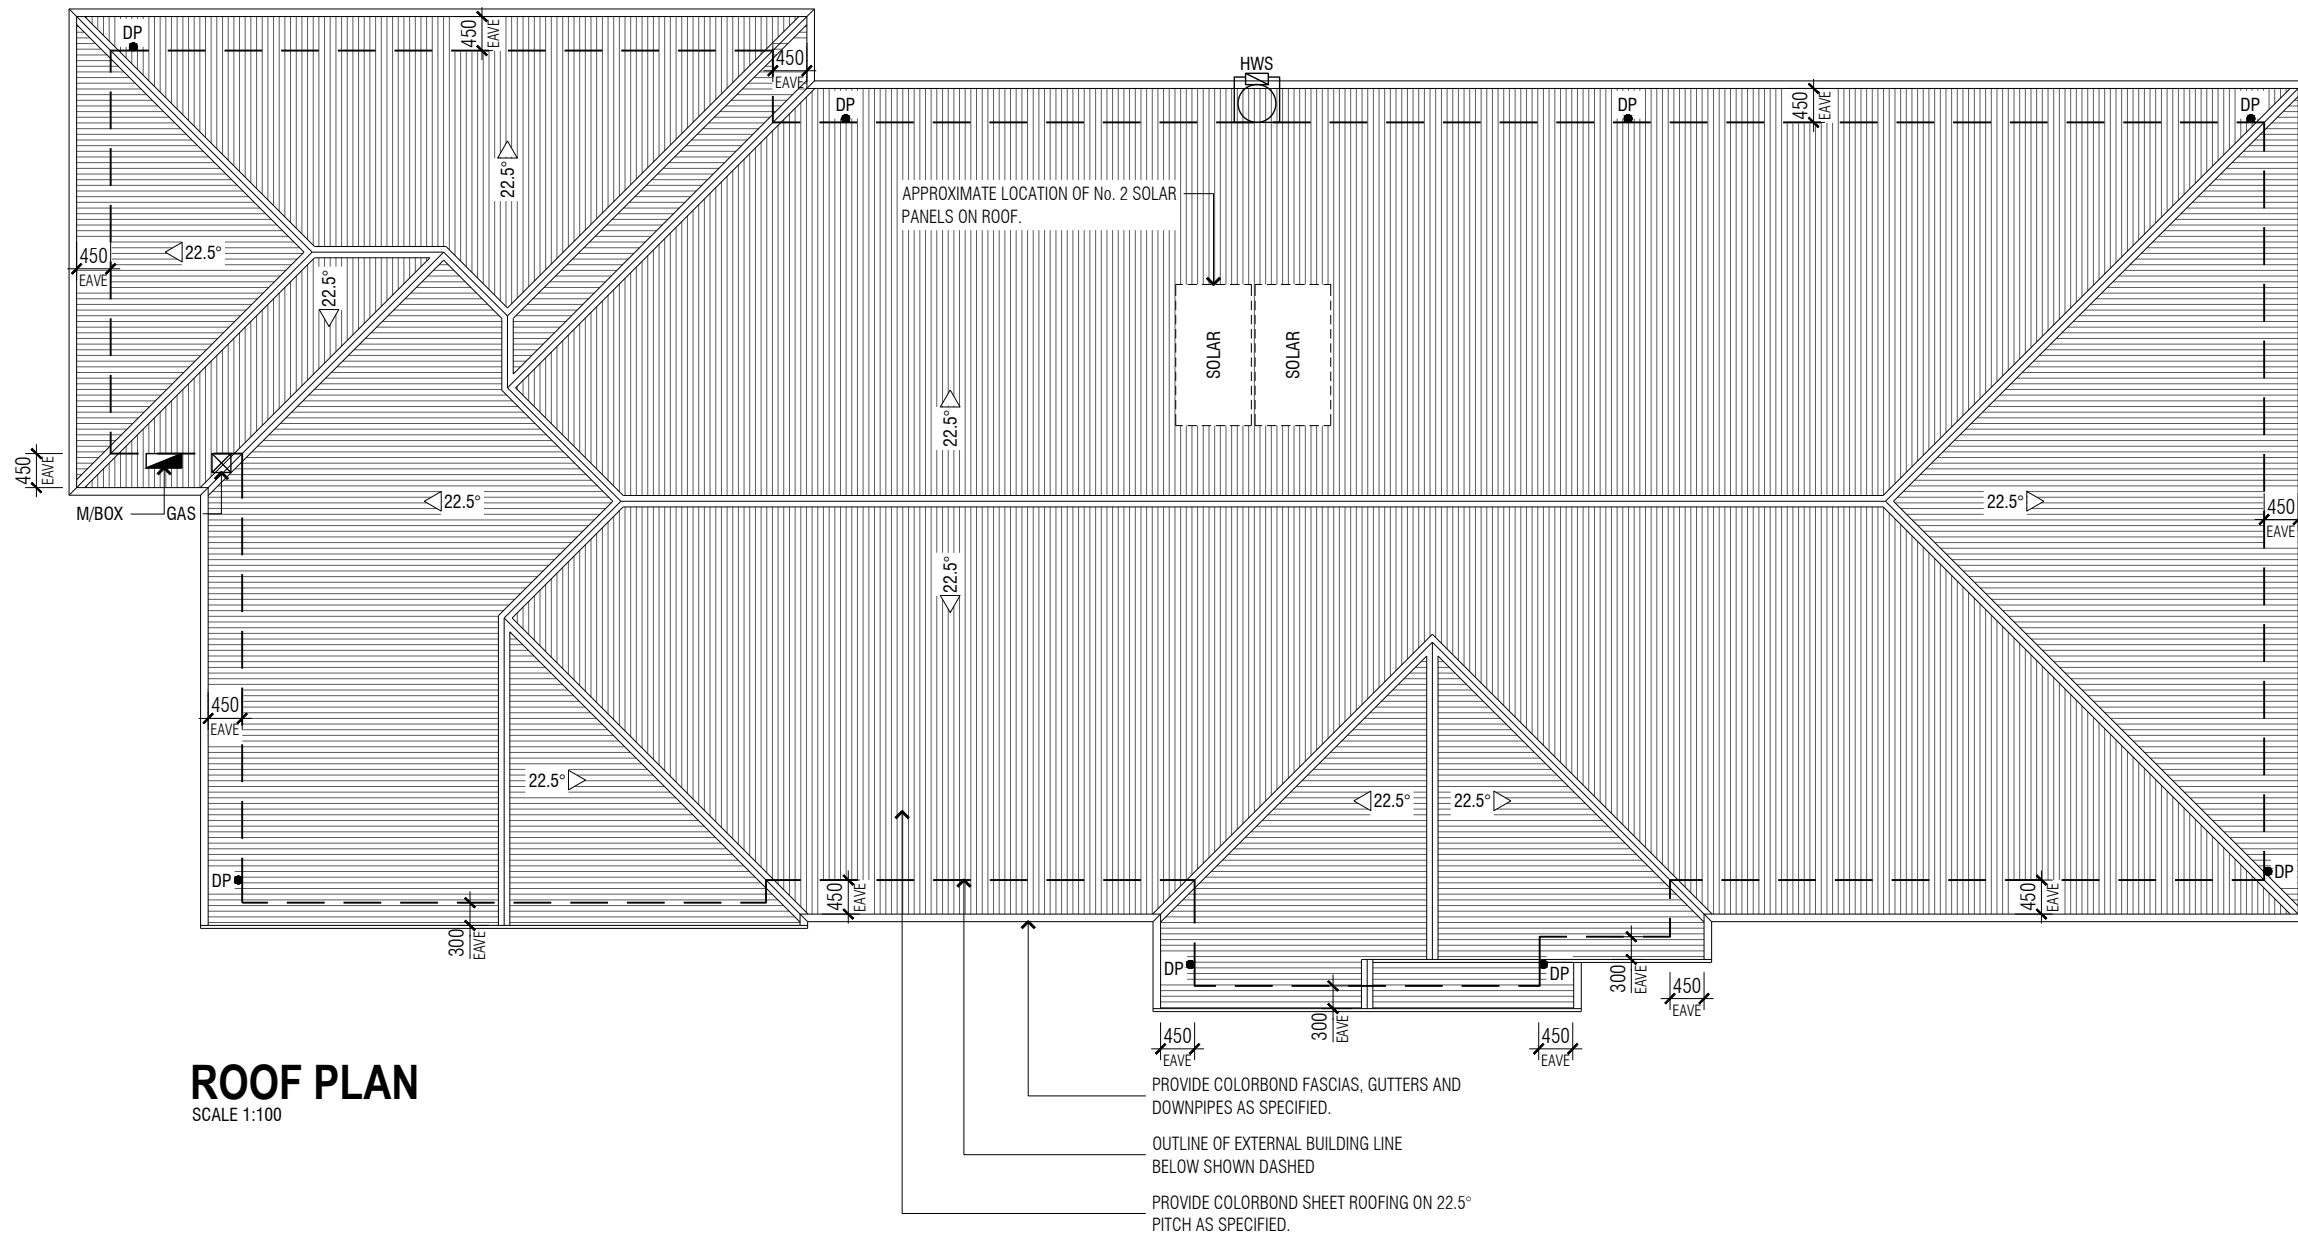 DP
450
EAVE
450
EAVE
HWS
DP
DP
450
EAVE
DP
22.5°
APPROXIMATE LOCATION OF No. 2 SOLAR
PANELS ON ROOF.
22.5°
450
EAVE
22.5°
SOLAR
SOLAR
22.5°
450
EAVE
M/BOX
GAS
22.5°
22.5°
450
EAVE
22.5°
450
EAVE
22.5°
22.5°
22.5°
DP
450
EAVE
450
EAVE
DP
300
EAVE
DP
DP
300
EAVE
450
EAVE
300
EAVE
450
EAVE
450
EAVE
ROOF PLAN
SCALE 1:100
PROVIDE COLORBOND FASCIAS, GUTTERS AND
DOWNPIPES AS SPECIFIED.
OUTLINE OF EXTERNAL BUILDING LINE
BELOW SHOWN DASHED
PROVIDE COLORBOND SHEET ROOFING ON 22.5°
PITCH AS SPECIFIED.